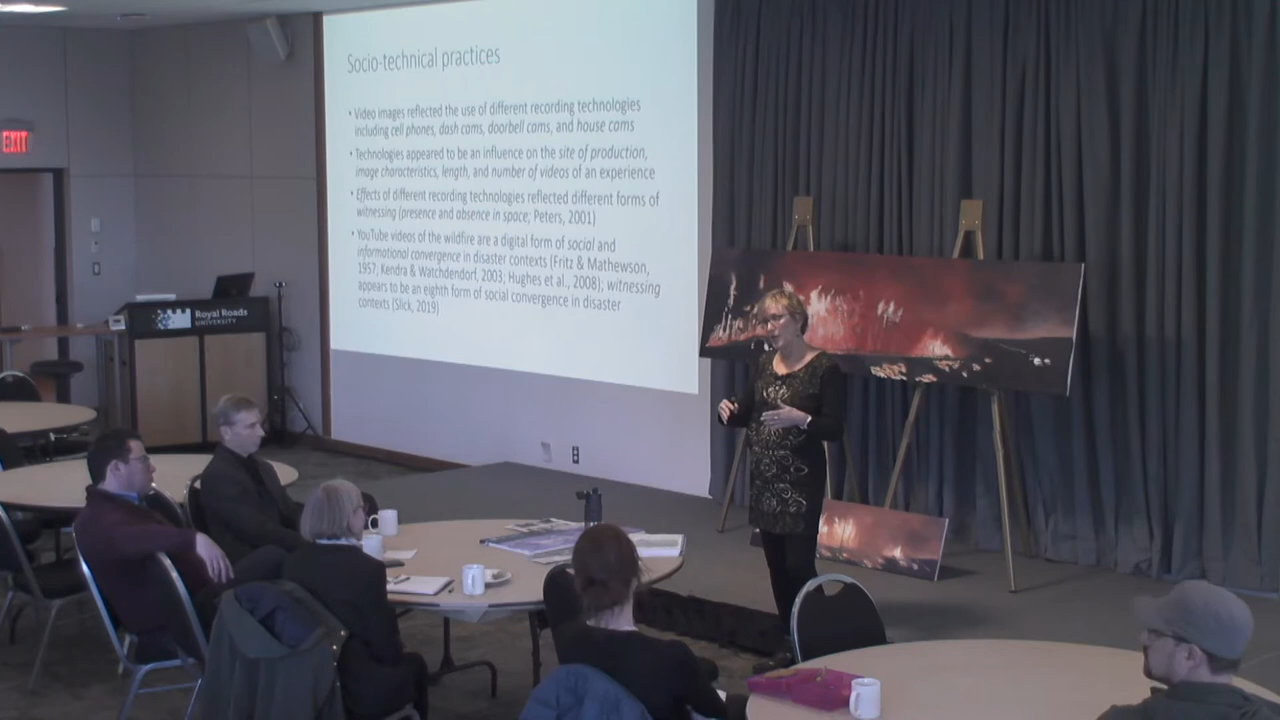 Socio-technical practices
• Video images reflected the use of different recording technologies
including cell phones, dash cams, doorbell cams, and house cams
• Technologies appeared to be an influence on the site of production,
image characteristics, length, and number of videos of an experience
• Effects of different recording technologies reflected different forms of
witnessing (presence and absence in space; Peters, 2001)
• YouTube videos of the wildfire are a digital form of social and
informational convergence in disaster contexts (Fritz & Mathewson,
1957, Kendra & Watchdendorf, 2003; Hughes et al., 2008); witnessing
appears to be an eighth form of social convergence in disaster
contexts (Slick, 2019)
EXIT
Royal Roads
UNIVERSITY